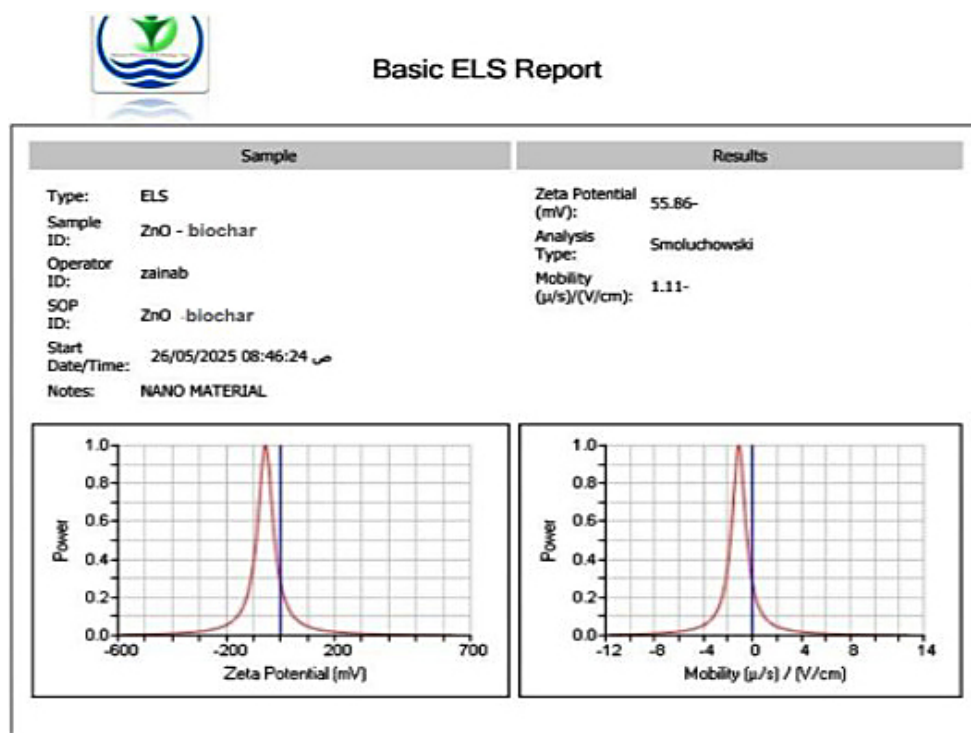 Basic ELS Report
Sample
Type: ELS
Sample
ID: ZnO - biochar
Operator
ID: zainab
SOP
ID: ZnO -biochar
Start
Date/Time: 26/05/2025 08:46:24 ص
Notes: NANO MATERIAL
Results
Zeta Potential
(mV): 55.86-
Analysis
Type: Smoluchowski
Mobility
(µ/s)/(V/cm): 1.11-
1.0
0.8
0.6
0.4
0.2
0.0
Power
-600 -200 200 700
Zeta Potential (mV)
1.0
0.8
0.6
0.4
0.2
0.0
Power
-12 -8 -4 0 4 8 14
Mobility (µ/s) / (V/cm)